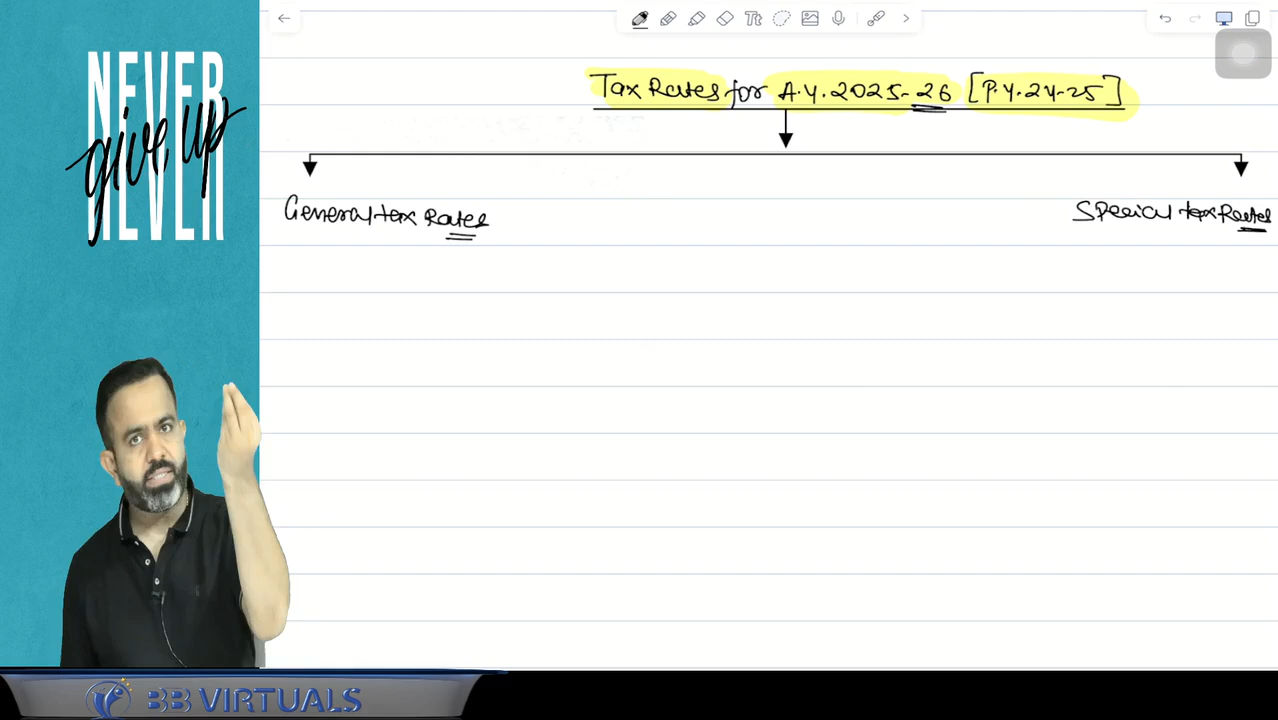 NEVER
give up
NEVER
Tt
Tax Rates for A.Y.2025-26 [P.Y.24-25]
General tax Rates
Special tax Rates
BB VIRTUALS